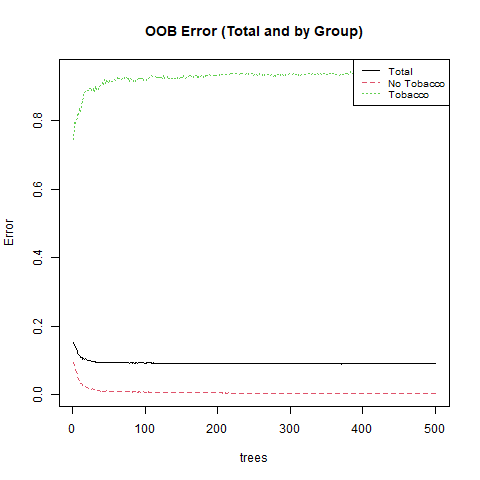 OOB Error (Total and by Group)
Total
No Tobacco
Tobacco
Error
0.8
0.6
0.4
0.2
0.0
0 100 200 300 400 500
trees